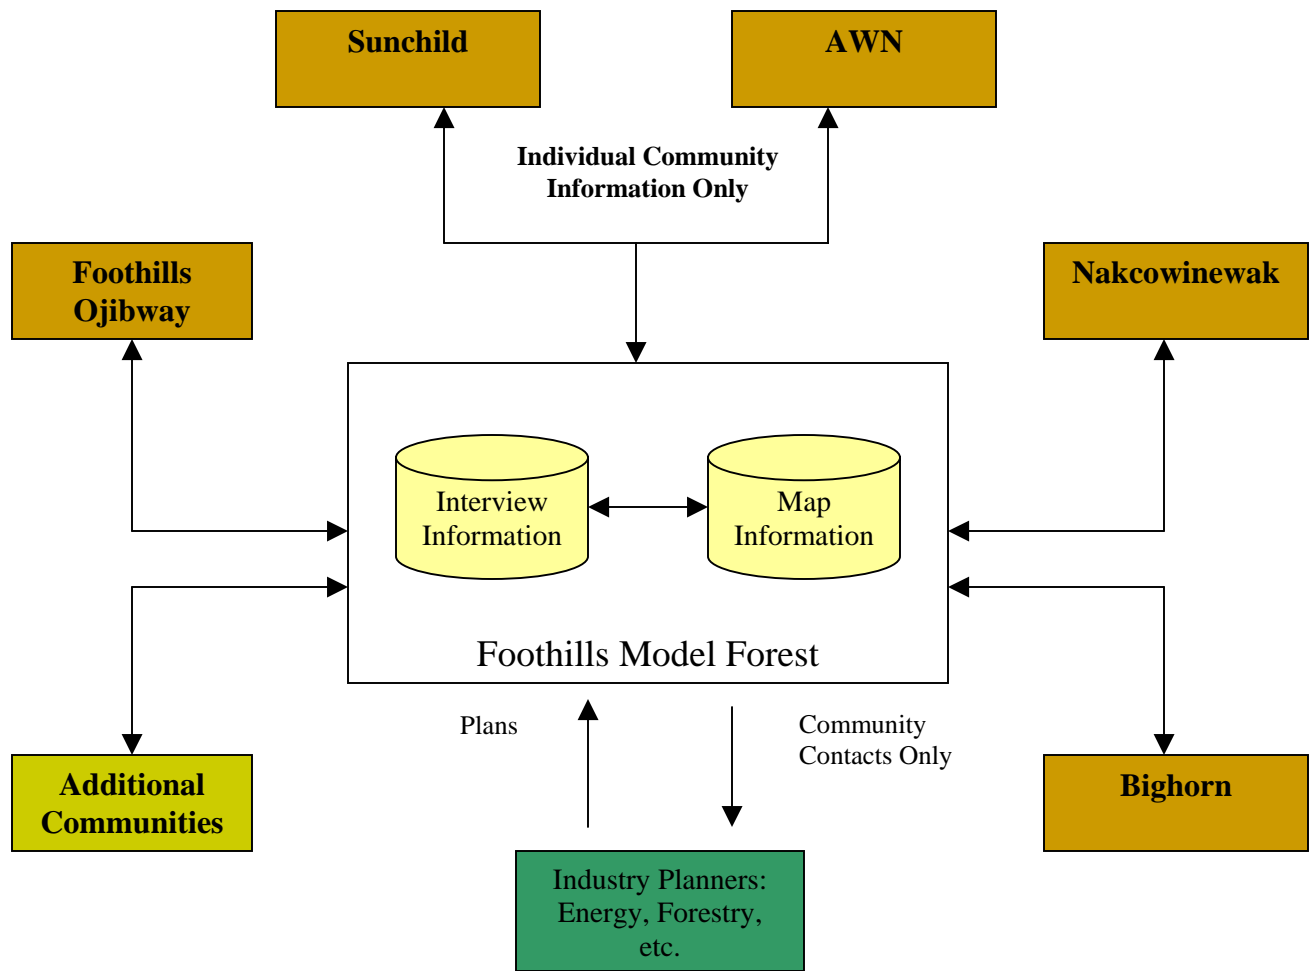 Sunchild
AWN
Individual Community
Information Only
Foothills
Ojibway
Nakcowinewak
Interview
Information
Map
Information
Foothills Model Forest
Plans
Community
Contacts Only
Additional
Communities
Bighorn
Industry Planners:
Energy, Forestry,
etc.